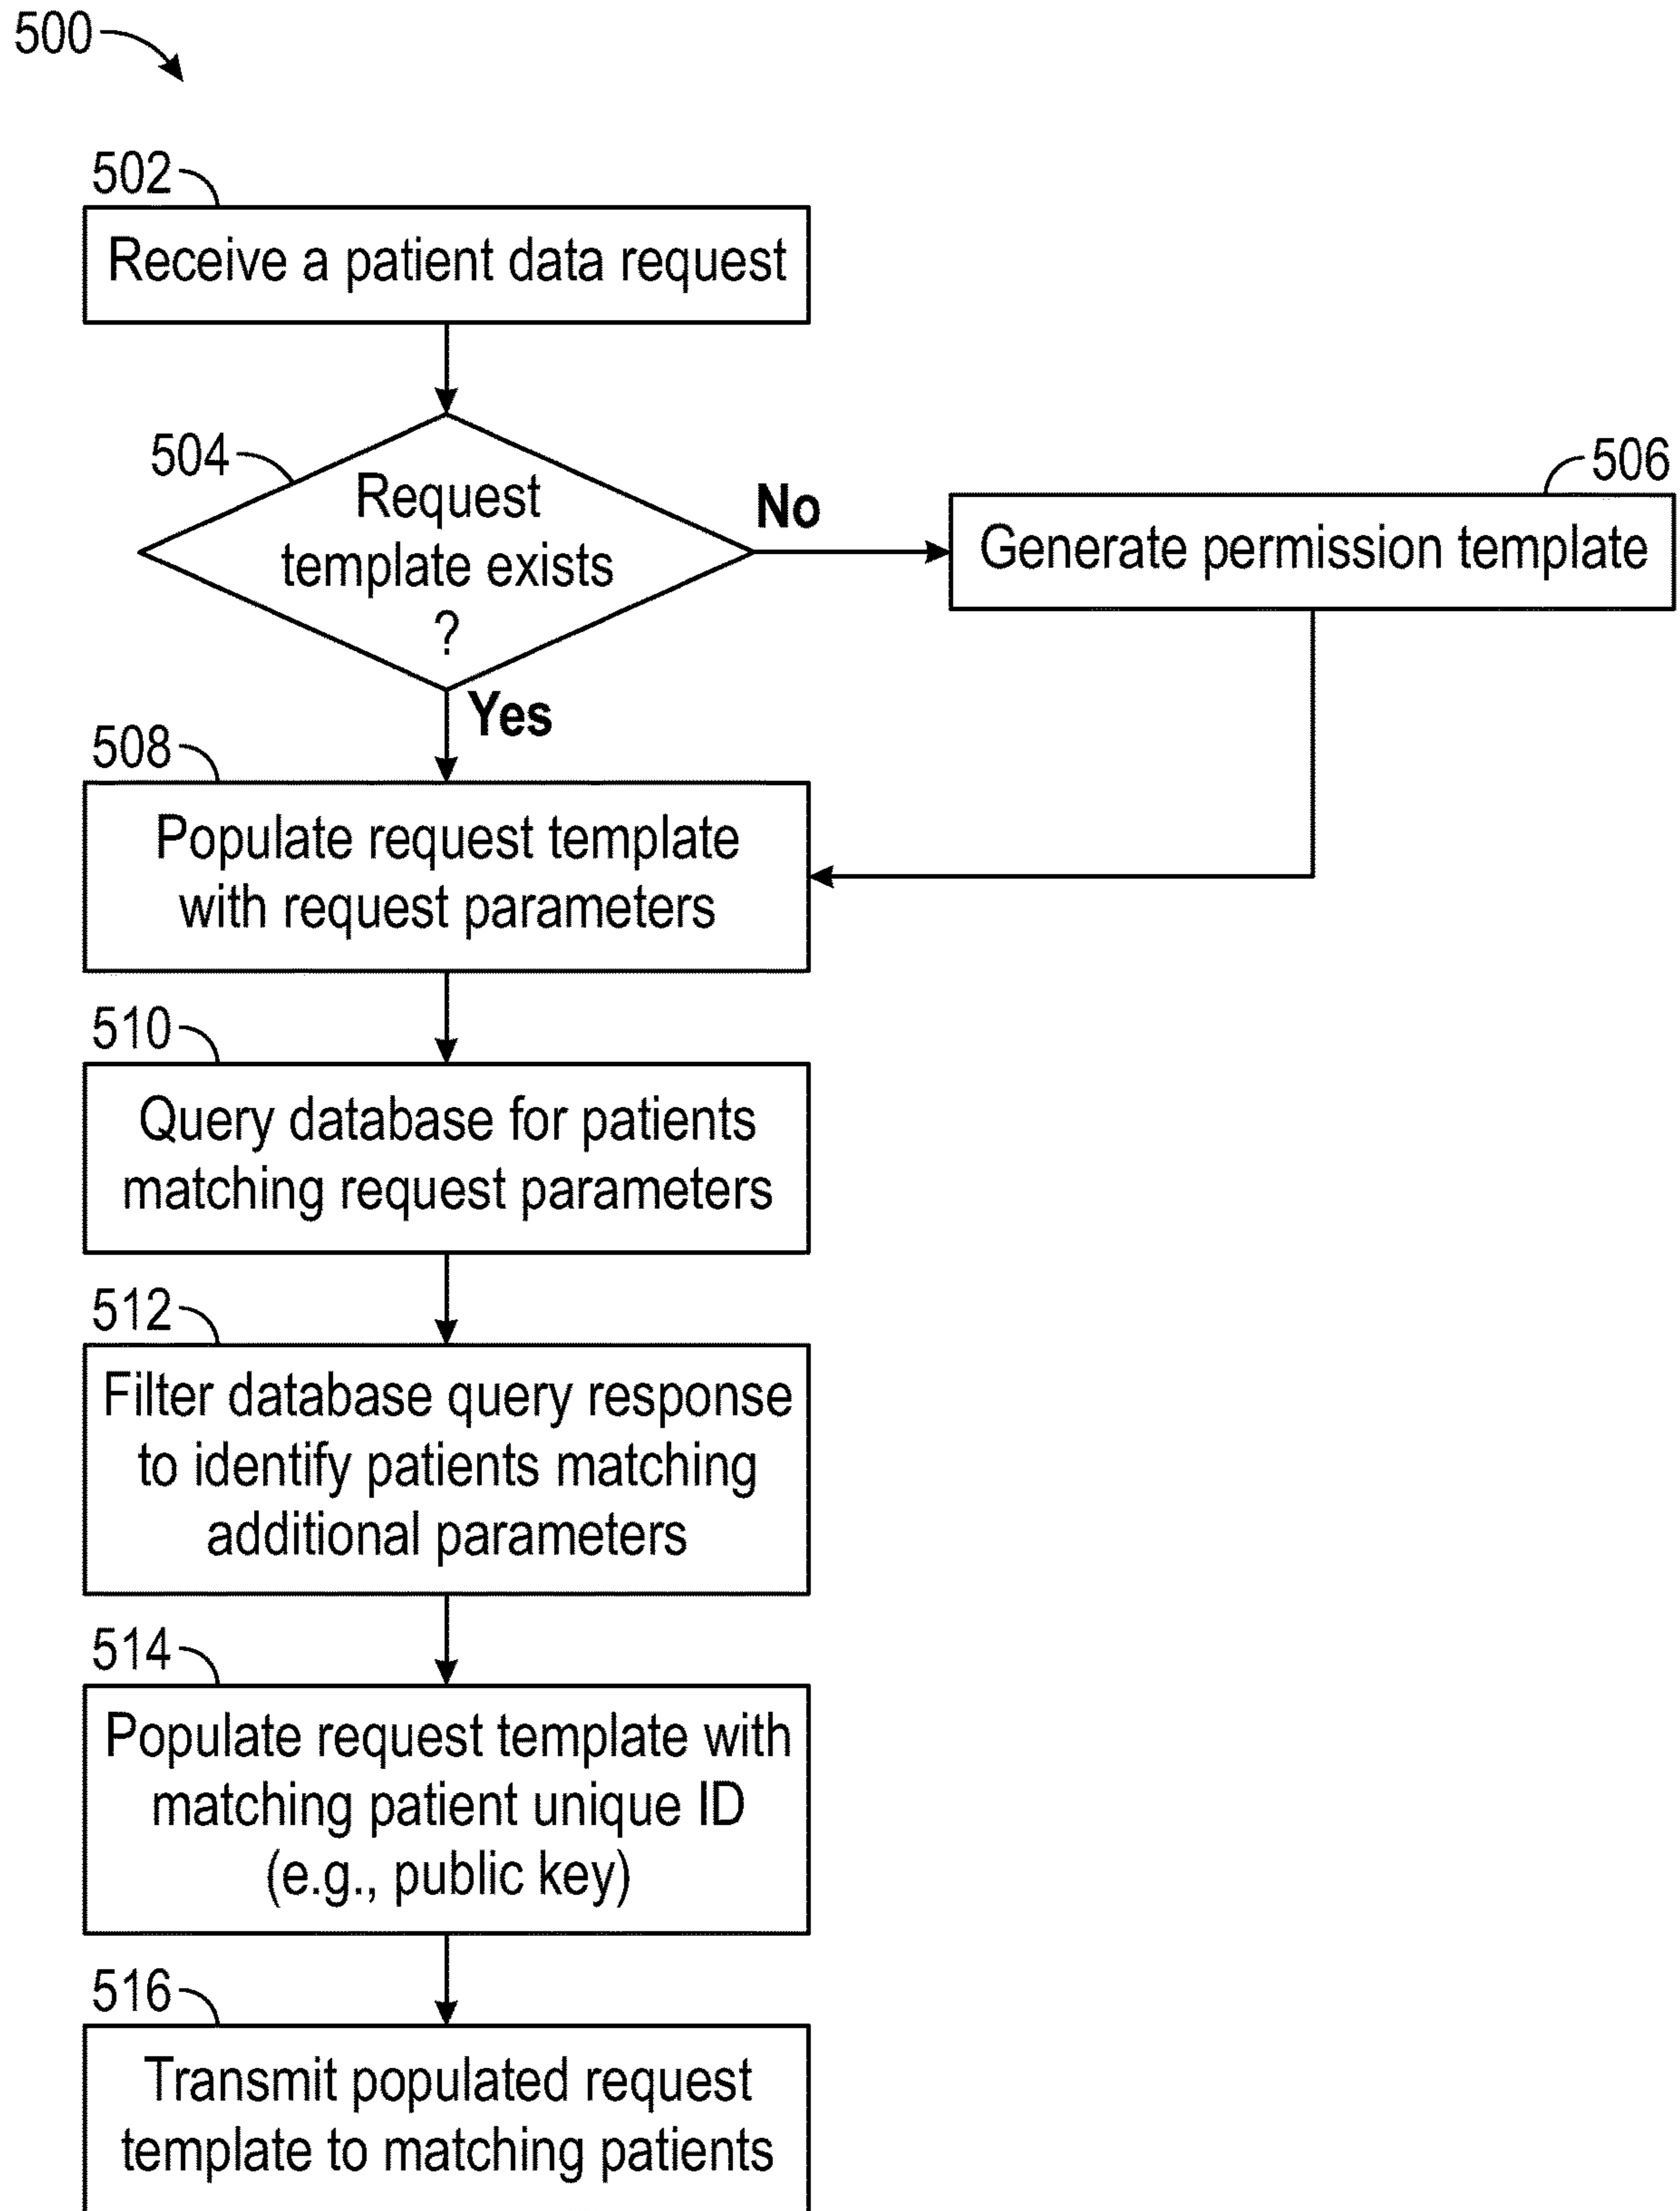 500
502
Receive a patient data request
504
Request
template exists
?
No
506
Generate permission template
Yes
508
Populate request template
with request parameters
510
Query database for patients
matching request parameters
512
Filter database query response
to identify patients matching
additional parameters
514
Populate request template with
matching patient unique ID
(e.g., public key)
516
Transmit populated request
template to matching patients